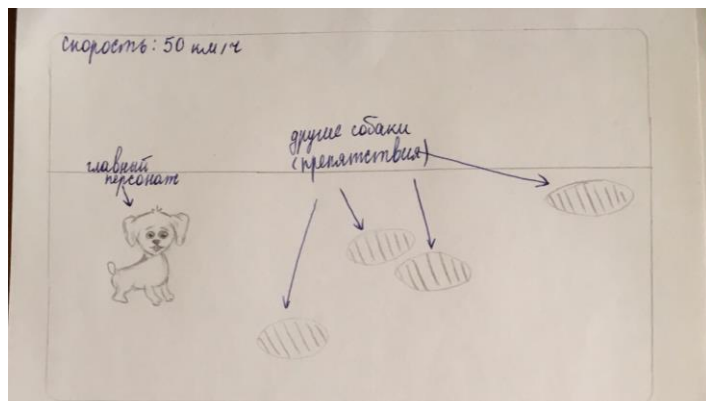 скорость: 50 км/ч
другие собаки
(препятствия)
главный
персонаж